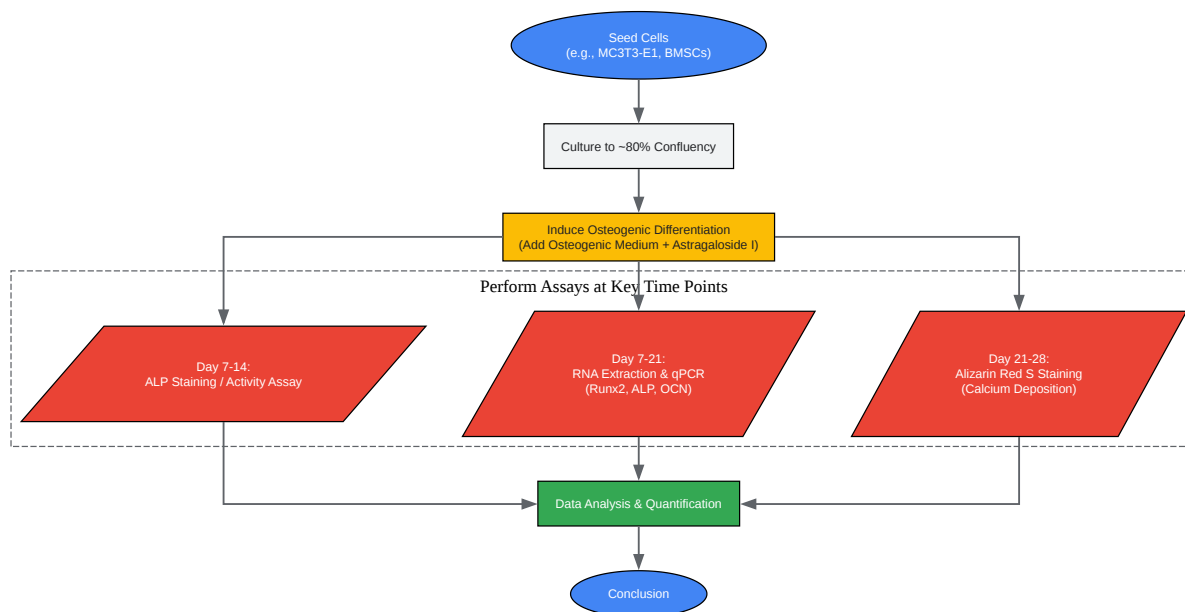 Seed Cells
(e.g., MC3T3-E1, BMSCs)
Culture to ~80% Confluency
Induce Osteogenic Differentiation
(Add Osteogenic Medium + Astragaloside I)
Perform Assays at Key Time Points
Day 7-14:
ALP Staining / Activity Assay
Day 7-21:
RNA Extraction & qPCR
(Runx2, ALP, OCN)
Day 21-28:
Alizarin Red S Staining
(Calcium Deposition)
Data Analysis & Quantification
Conclusion